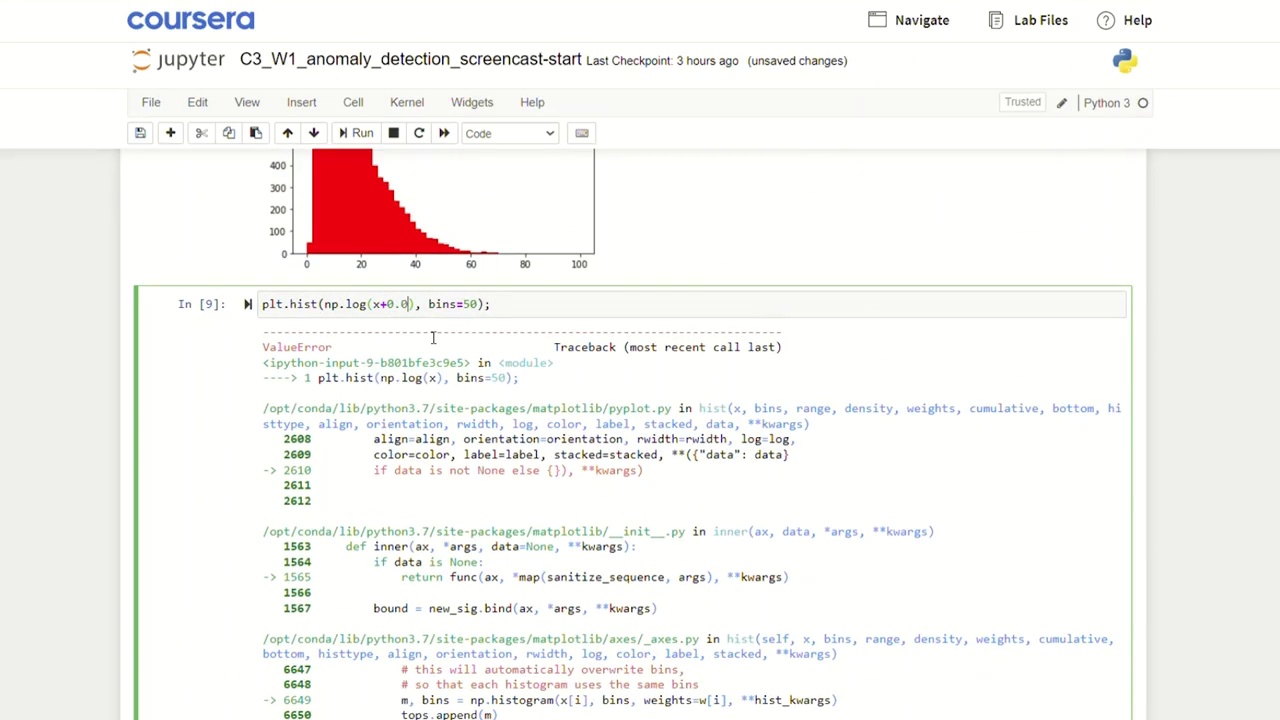 coursera
Navigate
Lab Files
Help
jupyter C3_W1_anomaly_detection_screencast-start Last Checkpoint: 3 hours ago (unsaved changes)
File Edit View Insert Cell Kernel Widgets Help
Trusted Python 3
Run Code
400
300
200
100
0
0 20 40 60 80 100
In [9]: plt.hist(np.log(x+0.0), bins=50);
---------------------------------------------------------------------------
ValueError Traceback (most recent call last)
<ipython-input-9-b801bfe3c9e5> in <module>
----> 1 plt.hist(np.log(x), bins=50);
/opt/conda/lib/python3.7/site-packages/matplotlib/pyplot.py in hist(x, bins, range, density, weights, cumulative, bottom, hi
sttype, align, orientation, rwidth, log, color, label, stacked, data, **kwargs)
2608 align=align, orientation=orientation, rwidth=rwidth, log=log,
2609 color=color, label=label, stacked=stacked, **({"data": data}
-> 2610 if data is not None else {}), **kwargs)
2611
2612
/opt/conda/lib/python3.7/site-packages/matplotlib/__init__.py in inner(ax, data, *args, **kwargs)
1563 def inner(ax, *args, data=None, **kwargs):
1564 if data is None:
-> 1565 return func(ax, *map(sanitize_sequence, args), **kwargs)
1566
1567 bound = new_sig.bind(ax, *args, **kwargs)
/opt/conda/lib/python3.7/site-packages/matplotlib/axes/_axes.py in hist(self, x, bins, range, density, weights, cumulative,
bottom, histtype, align, orientation, rwidth, log, color, label, stacked, **kwargs)
6647 # this will automatically overwrite bins,
6648 # so that each histogram uses the same bins
-> 6649 m, bins = np.histogram(x[i], bins, weights=w[i], **hist_kwargs)
6650 tops.append(m)